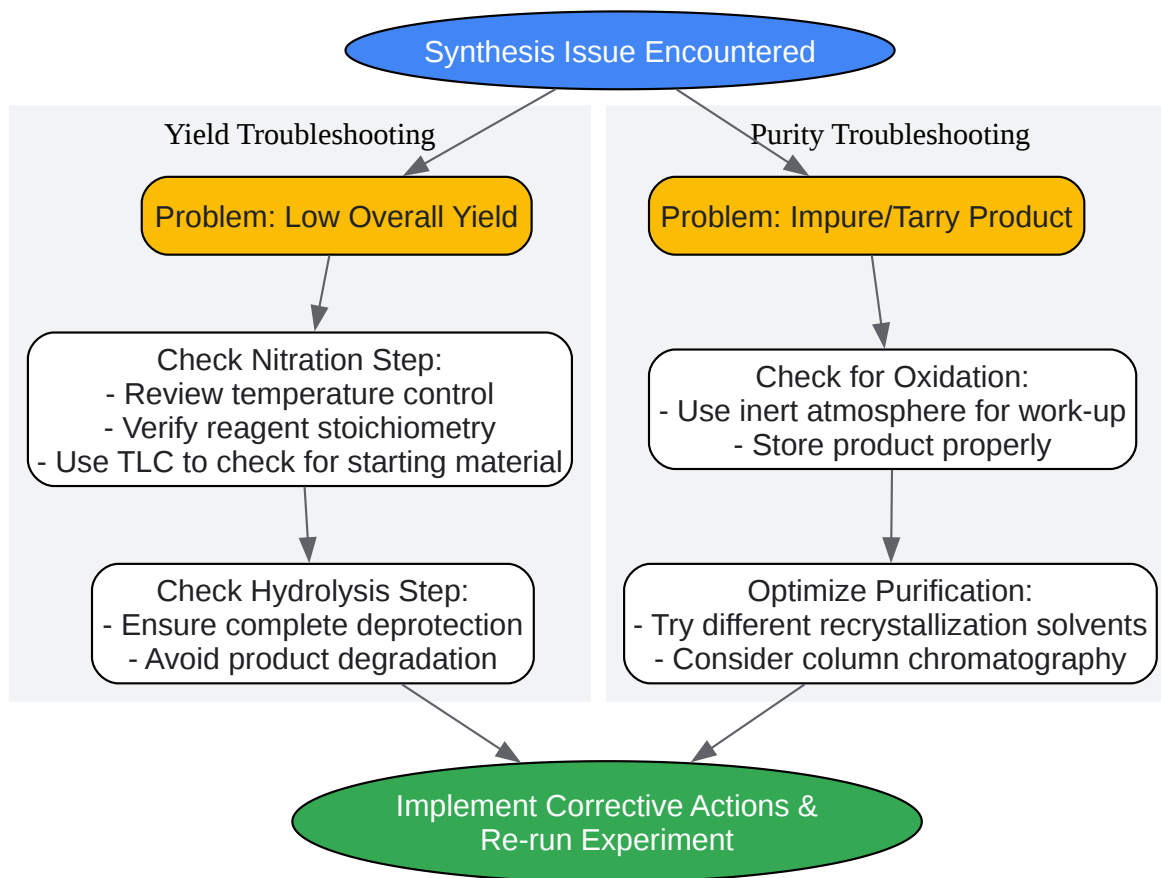 Synthesis Issue Encountered
Yield Troubleshooting
Problem: Low Overall Yield
Check Nitration Step:
- Review temperature control
- Verify reagent stoichiometry
- Use TLC to check for starting material
Check Hydrolysis Step:
- Ensure complete deprotection
- Avoid product degradation
Purity Troubleshooting
Problem: Impure/Tarry Product
Check for Oxidation:
- Use inert atmosphere for work-up
- Store product properly
Optimize Purification:
- Try different recrystallization solvents
- Consider column chromatography
Implement Corrective Actions &
Re-run Experiment